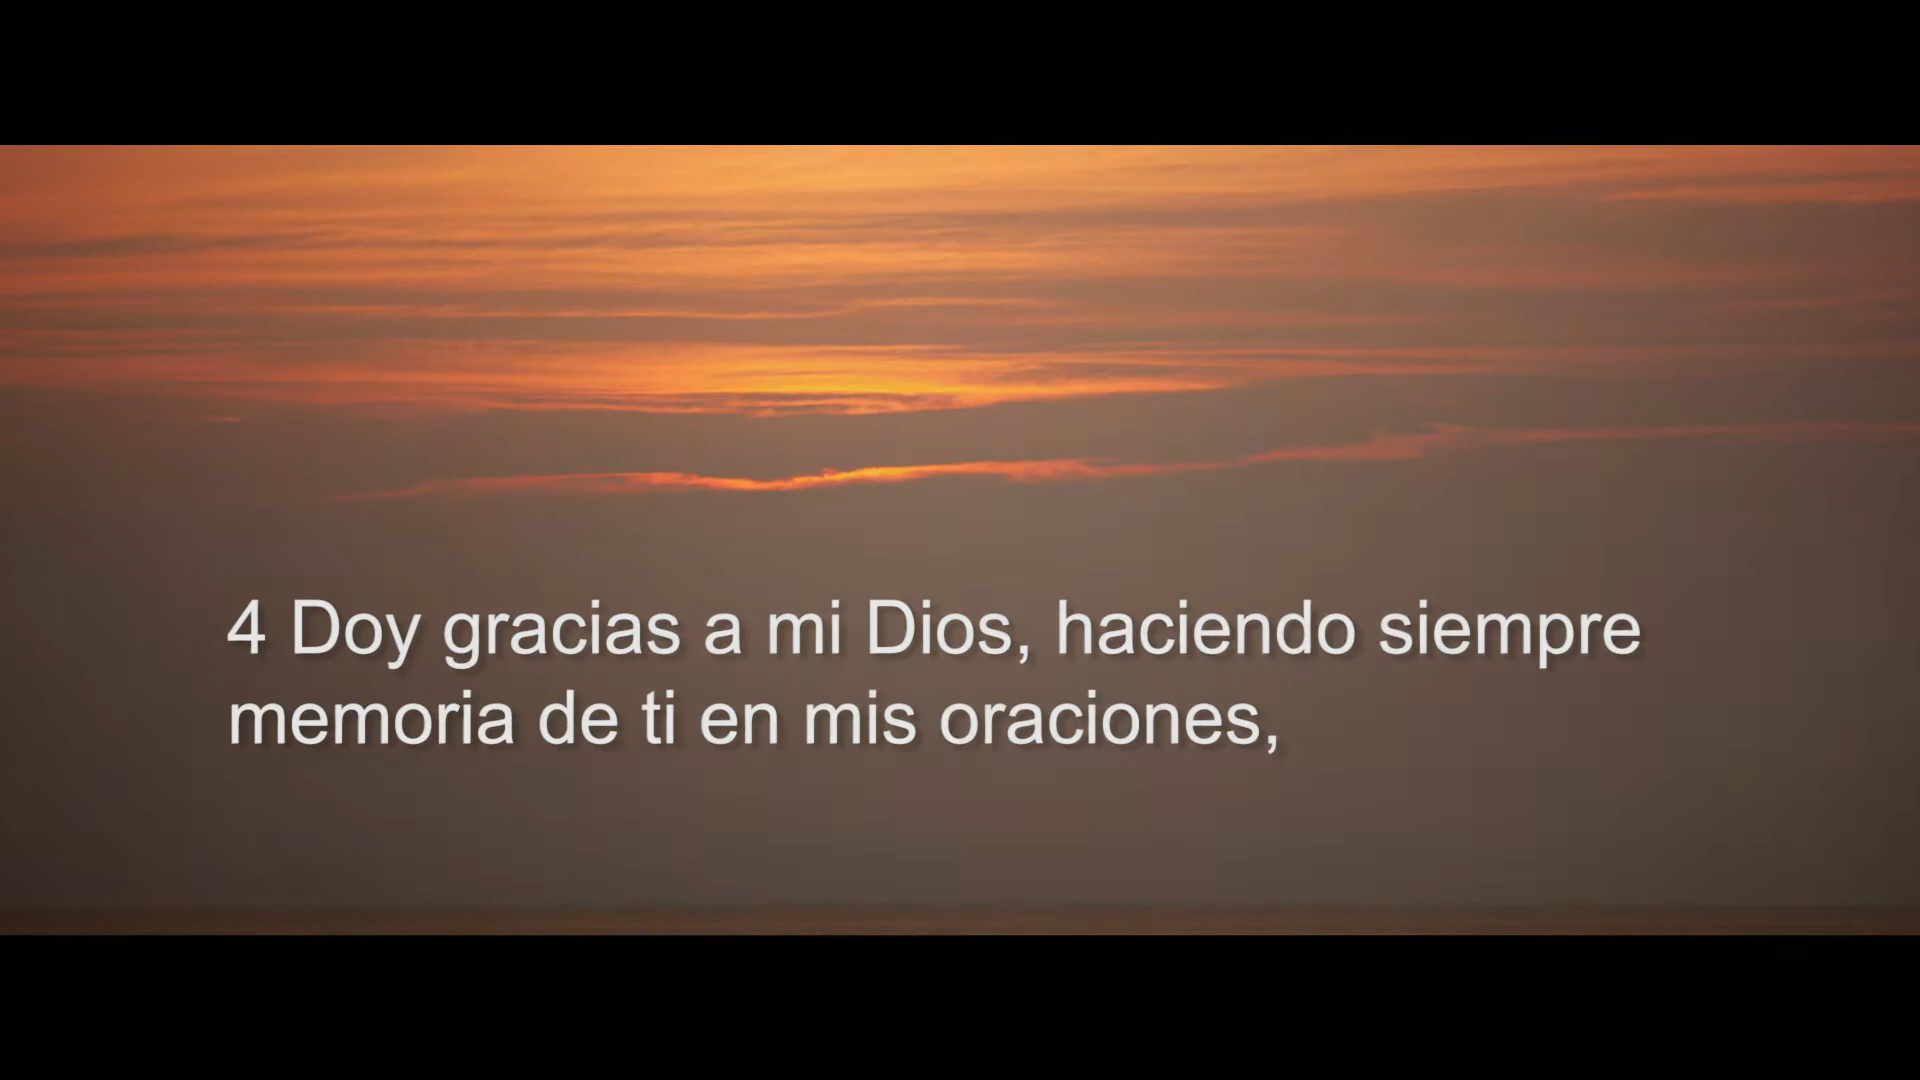 4 Doy gracias a mi Dios, haciendo siempre
memoria de ti en mis oraciones,